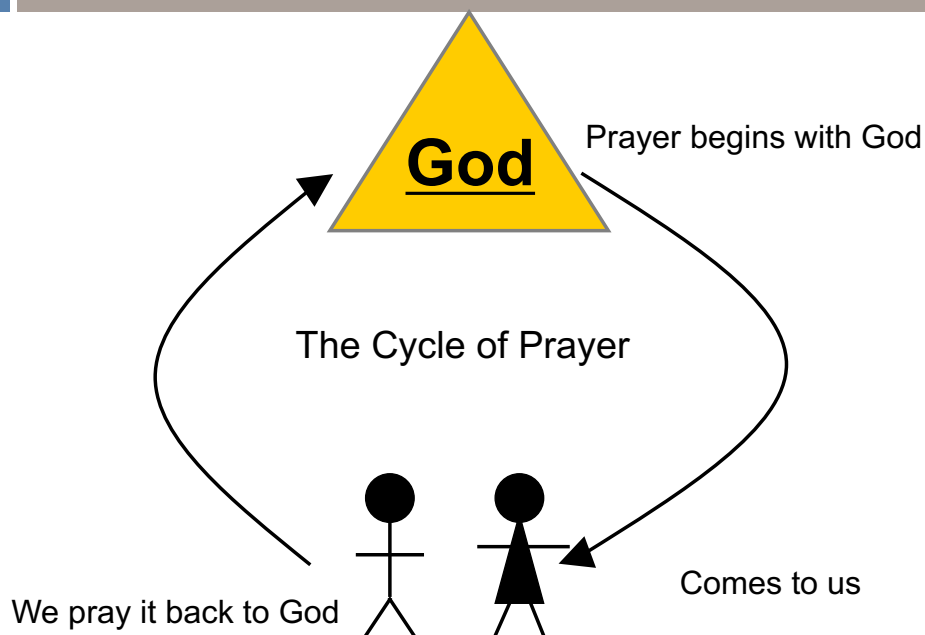 God
Prayer begins with God
The Cycle of Prayer
Comes to us
We pray it back to God